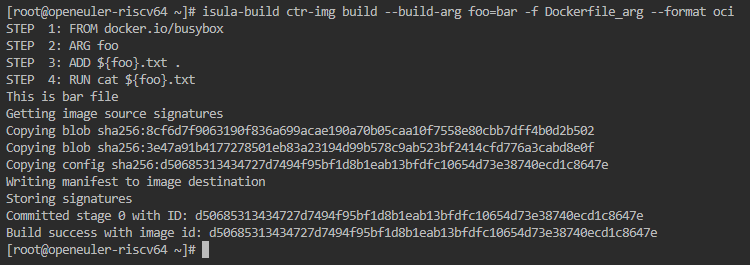 [root@openeuler-riscv64 ~]# isula-build ctr-img build --build-arg foo=bar -f Dockerfile_arg --format oci
STEP  1: FROM docker.io/busybox
STEP  2: ARG foo
STEP  3: ADD ${foo}.txt .
STEP  4: RUN cat ${foo}.txt
This is bar file
Getting image source signatures
Copying blob sha256:8cf6d7f9063190f836a699acae190a70b05caa10f7558e80cbb7dff4b0d2b502
Copying blob sha256:3e47a91b4177278501eb83a23194d99b578c9ab523bf2414cfd776a3cabd8e0f
Copying config sha256:d50685313434727d7494f95bf1d8b1eab13bfdfc10654d73e38740ecd1c8647e
Writing manifest to image destination
Storing signatures
Committed stage 0 with ID: d50685313434727d7494f95bf1d8b1eab13bfdfc10654d73e38740ecd1c8647e
Build success with image id: d50685313434727d7494f95bf1d8b1eab13bfdfc10654d73e38740ecd1c8647e
[root@openeuler-riscv64 ~]#